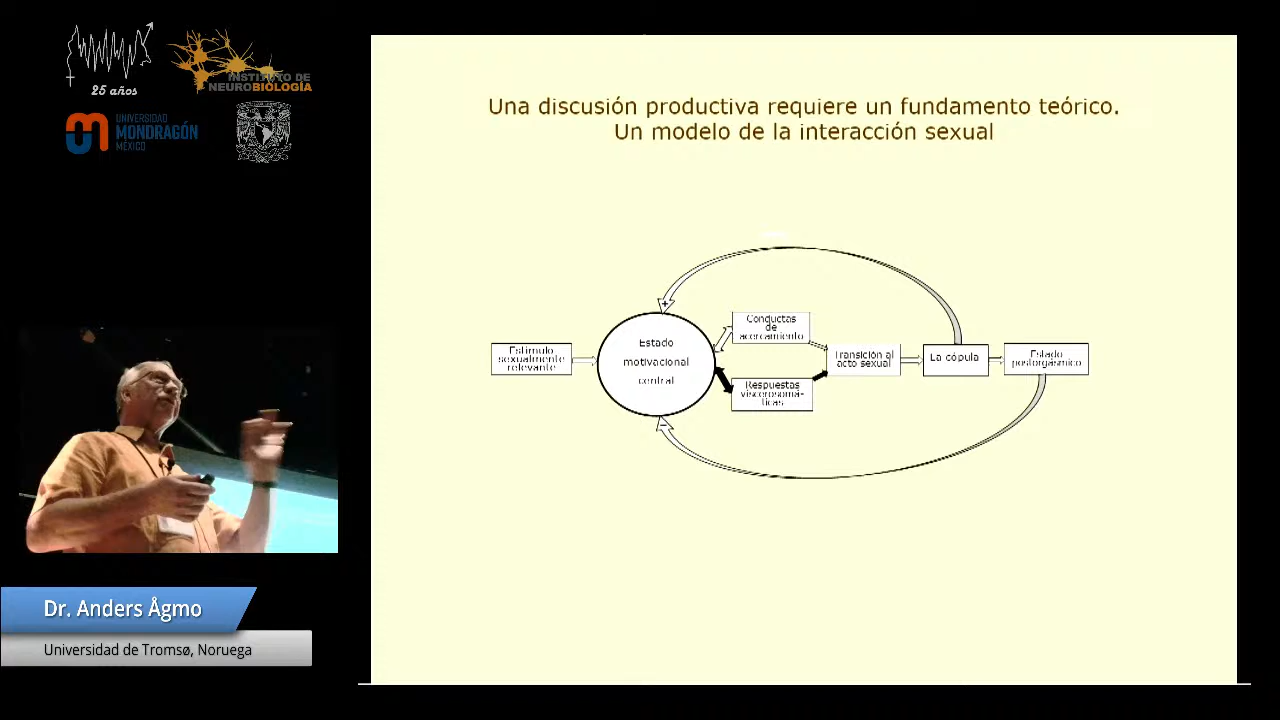 25 años
INSTITUTO DE
NEUROBIOLOGÍA
UNIVERSIDAD
MONDRAGÓN
MÉXICO
Una discusión productiva requiere un fundamento teórico.
Un modelo de la interacción sexual
+
Estímulo
sexualmente
relevante
Estado
motivacional
central
Conductas
de
acercamiento
Respuestas
viscerosomá-
ticas
Transición al
acto sexual
La cópula
Estado
postorgásmico
−
Dr. Anders Ågmo
Universidad de Tromsø, Noruega